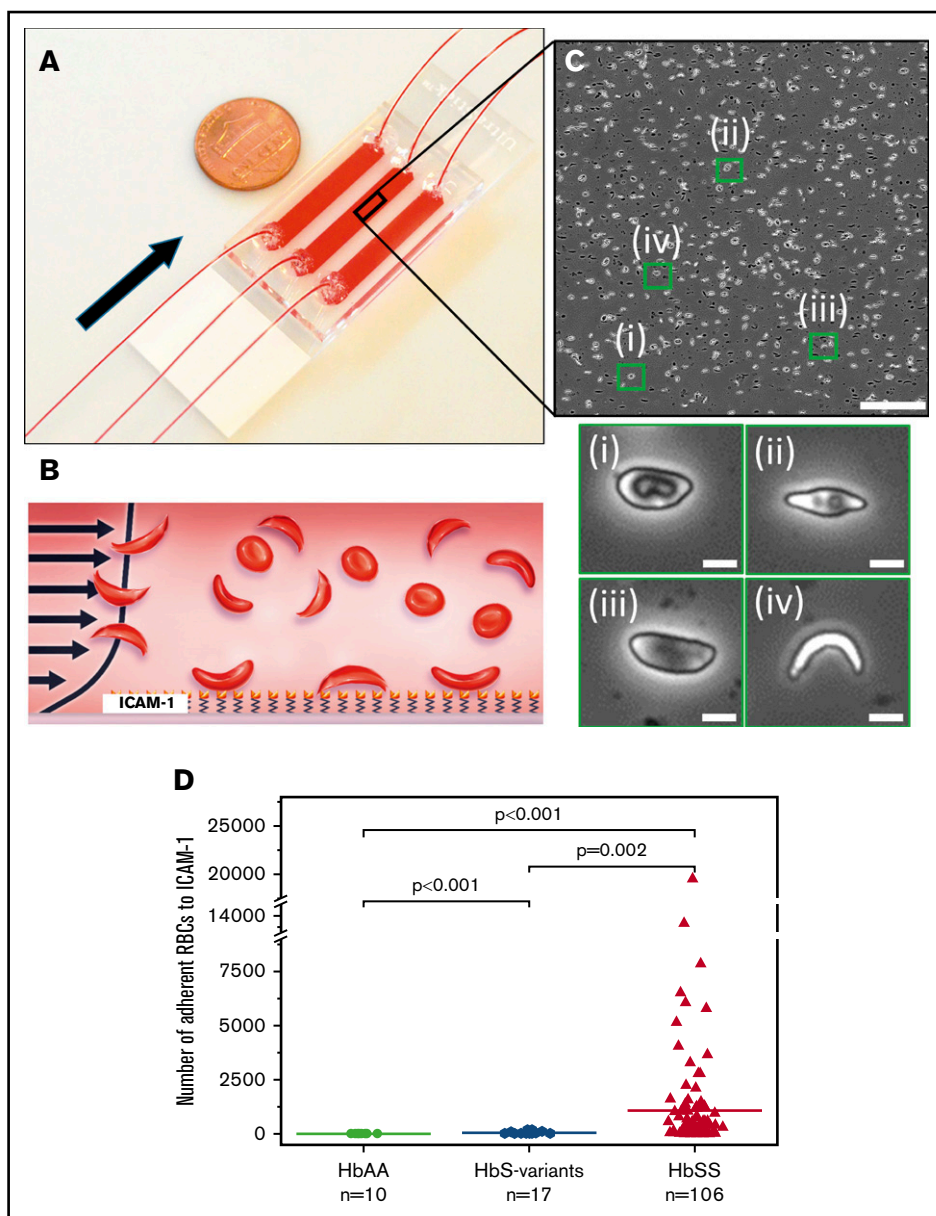 A
C
(ii)
(iv)
(iii)
(i)
B
ICAM-1
(i)
(ii)
(iii)
(iv)
D
Number of adherent RBCs to ICAM-1
25000
20000
14000
7500
5000
2500
0
p<0.001
p=0.002
p<0.001
HbAA
n=10
HbS-variants
n=17
HbSS
n=106